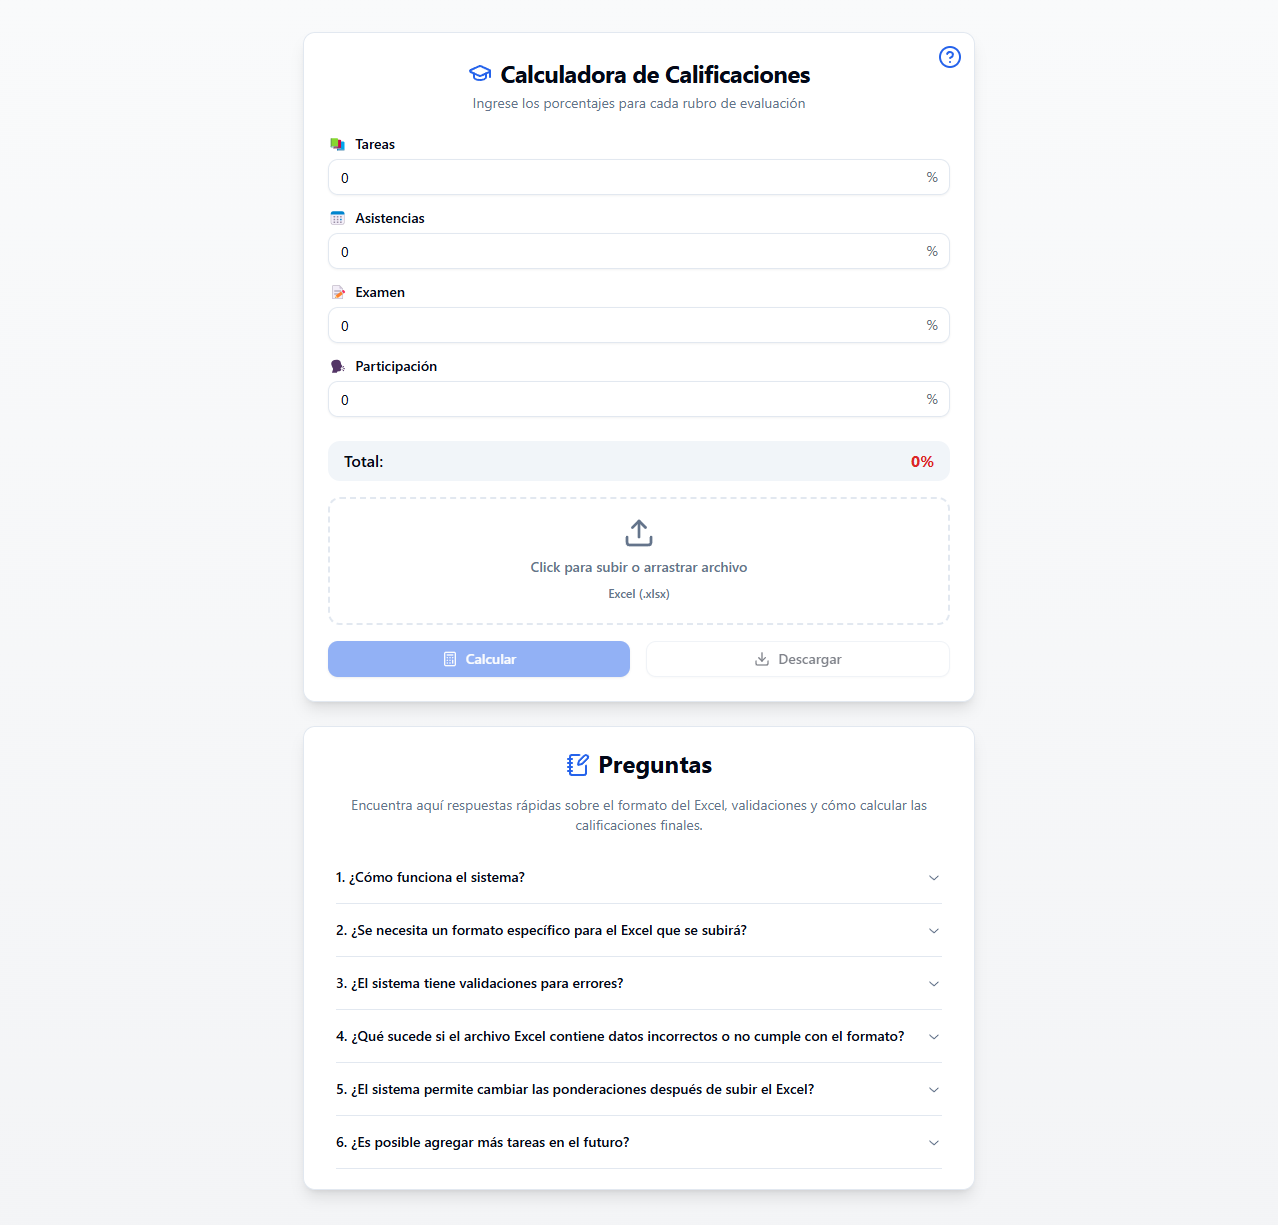 Calculadora de Calificaciones
Ingrese los porcentajes para cada rubro de evaluación
Tareas
0 %
Asistencias
0 %
Examen
0 %
Participación
0 %
Total: 0%
Click para subir o arrastrar archivo
Excel (.xlsx)
Calcular
Descargar
Preguntas
Encuentra aquí respuestas rápidas sobre el formato del Excel, validaciones y cómo calcular las
calificaciones finales.
1. ¿Cómo funciona el sistema?
2. ¿Se necesita un formato específico para el Excel que se subirá?
3. ¿El sistema tiene validaciones para errores?
4. ¿Qué sucede si el archivo Excel contiene datos incorrectos o no cumple con el formato?
5. ¿El sistema permite cambiar las ponderaciones después de subir el Excel?
6. ¿Es posible agregar más tareas en el futuro?